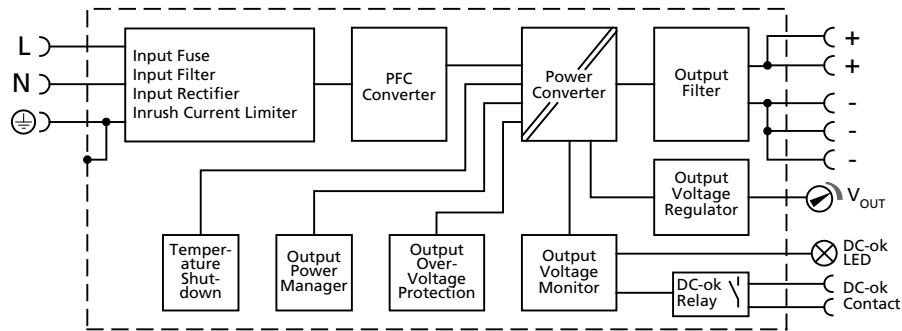 L
N
Input Fuse
Input Filter
Input Rectifier
Inrush Current Limiter
PFC
Converter
Power
Converter
Output
Filter
+
+
-
-
-
Output
Voltage
Regulator
VOUT
Temper-
ature
Shut-
down
Output
Power
Manager
Output
Over-
Voltage
Protection
Output
Voltage
Monitor
DC-ok
LED
DC-ok
Relay
DC-ok
Contact